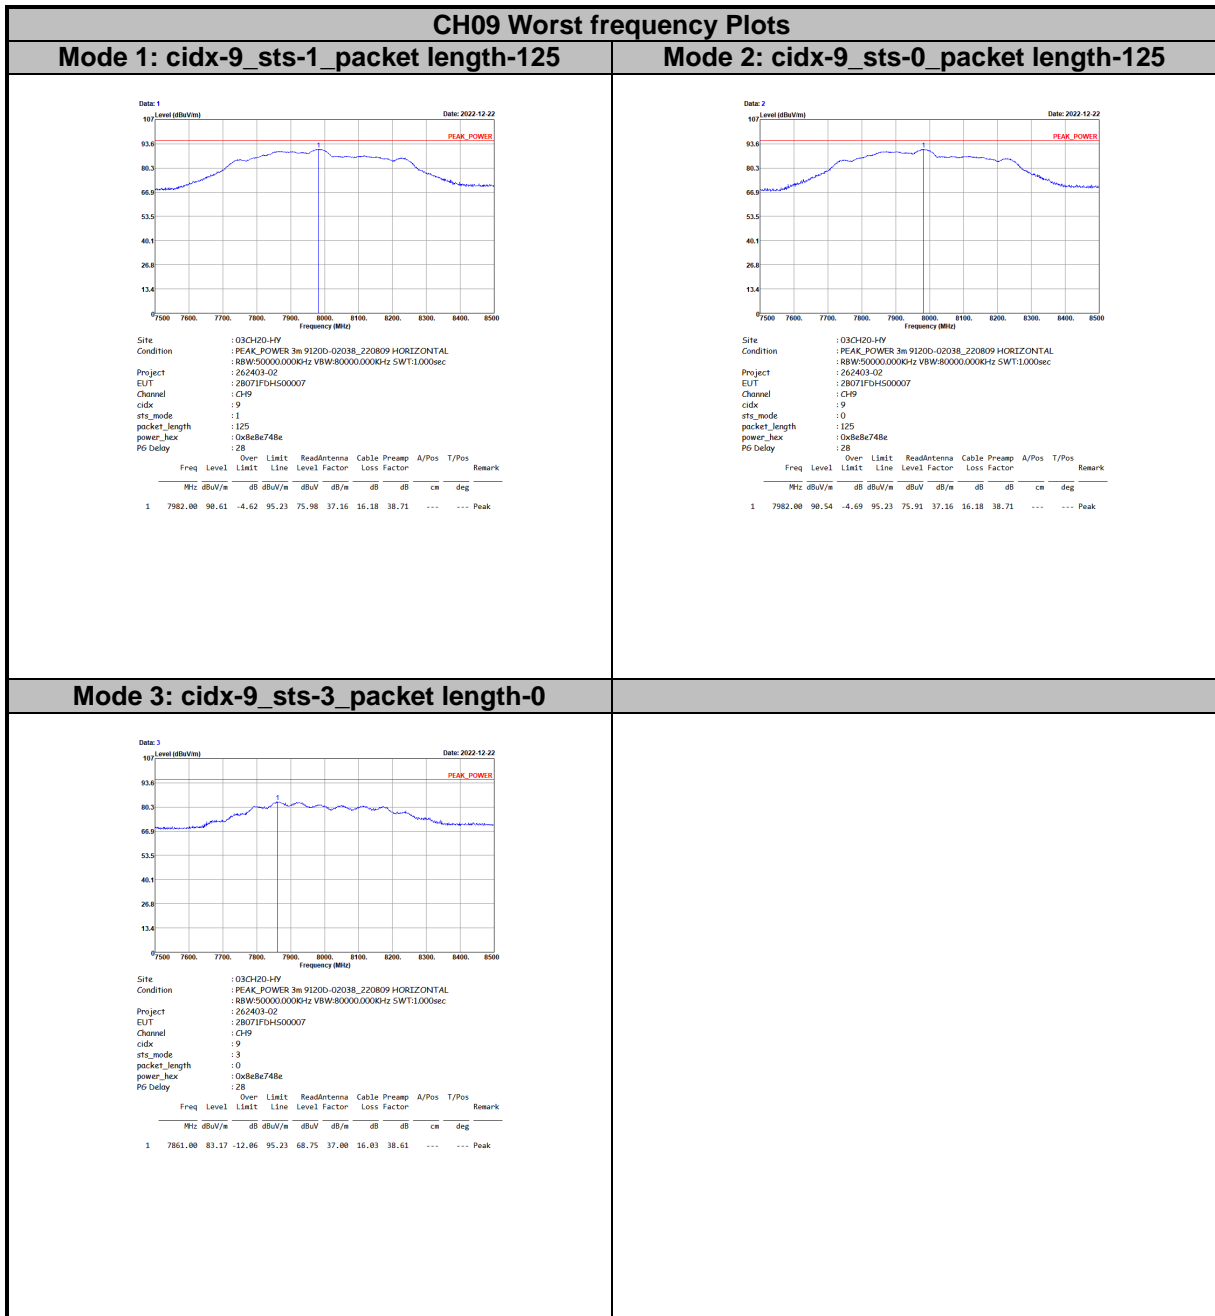 CH09 Worst frequency Plots
Mode 1: cidx-9_sts-1_packet length-125
Mode 2: cidx-9_sts-0_packet length-125
Data: 1
Level (dBuV/m)
Date: 2022-12-22
107
PEAK_POWER
93.6
1
80.3
66.9
53.5
40.1
26.8
13.4
0
7500 7600. 7700. 7800. 7900. 8000. 8100. 8200. 8300. 8400. 8500
Frequency (MHz)
Site : 03CH20-HY
Condition : PEAK_POWER 3m 9120D-02038_220809 HORIZONTAL
: RBW:50000.000KHz VBW:80000.000KHz SWT:1.000sec
Project : 262403-02
EUT : 2B071FDHS00007
Channel : CH9
cidx : 9
sts_mode : 1
packet_length : 125
power_hex : 0x8e8e748e
PG Delay : 28
Over Limit ReadAntenna Cable Preamp A/Pos T/Pos
Freq Level Limit Line Level Factor Loss Factor Remark
MHz dBuV/m dB dBuV/m dBuV dB/m dB dB cm deg
1 7982.00 90.61 -4.62 95.23 75.98 37.16 16.18 38.71 --- --- Peak
Data: 2
Level (dBuV/m)
Date: 2022-12-22
107
PEAK_POWER
93.6
1
80.3
66.9
53.5
40.1
26.8
13.4
0
7500 7600. 7700. 7800. 7900. 8000. 8100. 8200. 8300. 8400. 8500
Frequency (MHz)
Site : 03CH20-HY
Condition : PEAK_POWER 3m 9120D-02038_220809 HORIZONTAL
: RBW:50000.000KHz VBW:80000.000KHz SWT:1.000sec
Project : 262403-02
EUT : 2B071FDHS00007
Channel : CH9
cidx : 9
sts_mode : 0
packet_length : 125
power_hex : 0x8e8e748e
PG Delay : 28
Over Limit ReadAntenna Cable Preamp A/Pos T/Pos
Freq Level Limit Line Level Factor Loss Factor Remark
MHz dBuV/m dB dBuV/m dBuV dB/m dB dB cm deg
1 7982.00 90.54 -4.69 95.23 75.91 37.16 16.18 38.71 --- --- Peak
Mode 3: cidx-9_sts-3_packet length-0
Data: 3
Level (dBuV/m)
Date: 2022-12-22
107
PEAK_POWER
93.6
1
80.3
66.9
53.5
40.1
26.8
13.4
0
7500 7600. 7700. 7800. 7900. 8000. 8100. 8200. 8300. 8400. 8500
Frequency (MHz)
Site : 03CH20-HY
Condition : PEAK_POWER 3m 9120D-02038_220809 HORIZONTAL
: RBW:50000.000KHz VBW:80000.000KHz SWT:1.000sec
Project : 262403-02
EUT : 2B071FDHS00007
Channel : CH9
cidx : 9
sts_mode : 3
packet_length : 0
power_hex : 0x8e8e748e
PG Delay : 28
Over Limit ReadAntenna Cable Preamp A/Pos T/Pos
Freq Level Limit Line Level Factor Loss Factor Remark
MHz dBuV/m dB dBuV/m dBuV dB/m dB dB cm deg
1 7861.00 83.17 -12.06 95.23 68.75 37.00 16.03 38.61 --- --- Peak